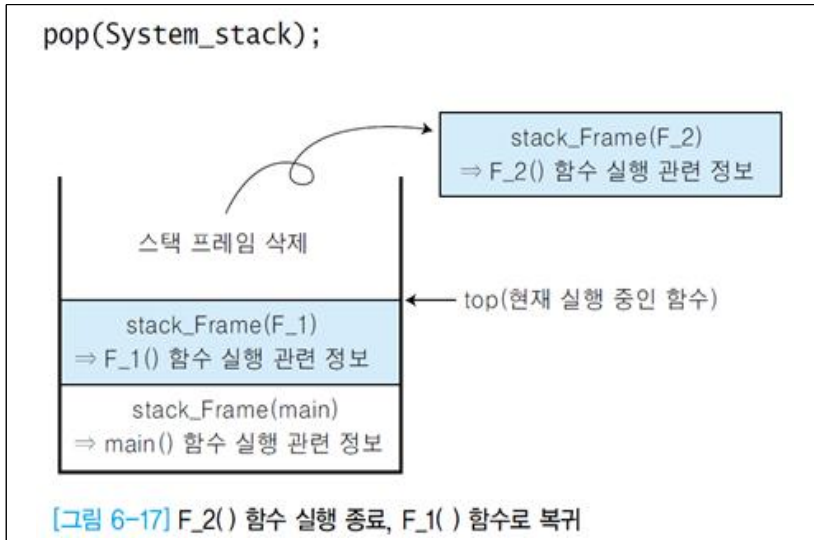 pop(System_stack);
stack_Frame(F_2)
⇒ F_2() 함수 실행 관련 정보
스택 프레임 삭제
top(현재 실행 중인 함수)
stack_Frame(F_1)
⇒ F_1() 함수 실행 관련 정보
stack_Frame(main)
⇒ main() 함수 실행 관련 정보
[그림 6-17] F_2( ) 함수 실행 종료, F_1( ) 함수로 복귀